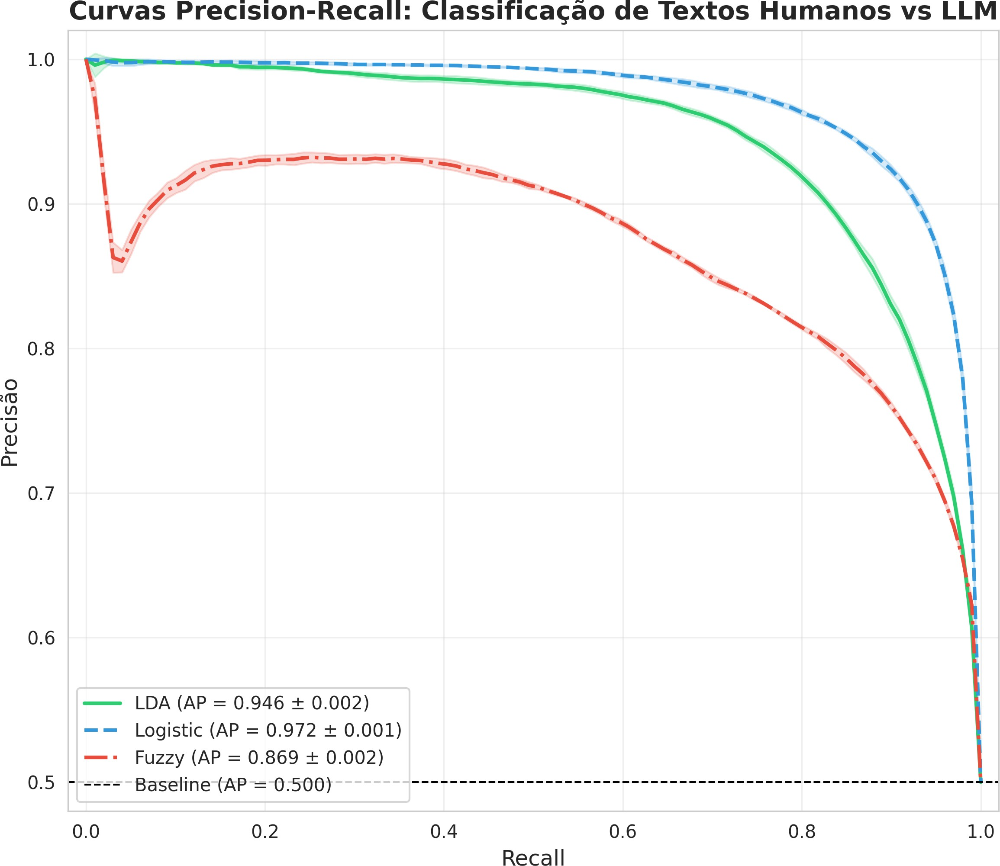 Curvas Precision-Recall: Classificação de Textos Humanos vs LLM
1.0
0.9
0.8
0.7
0.6
0.5
Precisão
LDA (AP = 0.946 ± 0.002)
Logistic (AP = 0.972 ± 0.001)
Fuzzy (AP = 0.869 ± 0.002)
Baseline (AP = 0.500)
0.0 0.2 0.4 0.6 0.8 1.0
Recall